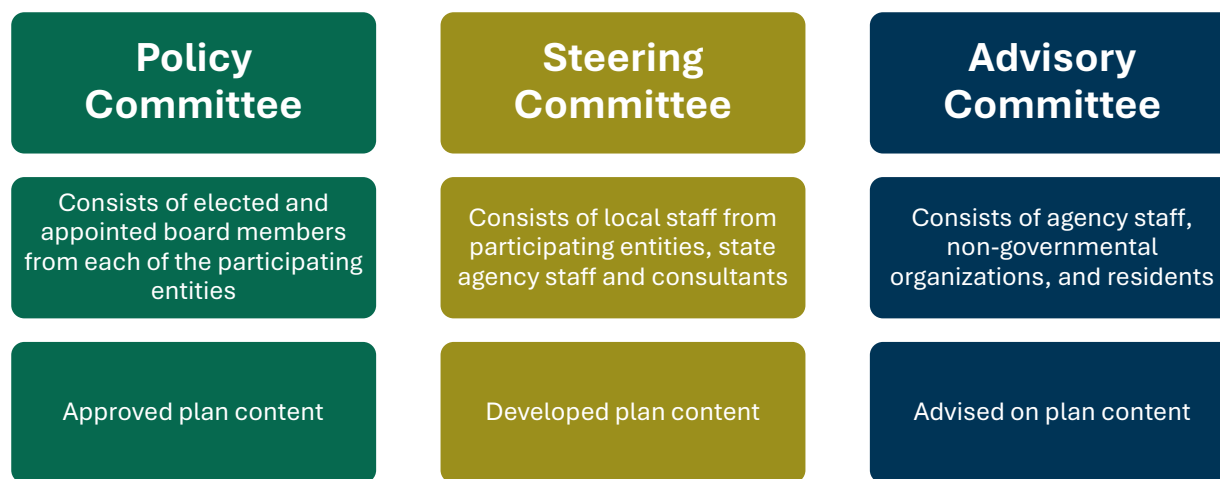 Policy
Committee
Consists of elected and
appointed board members
from each of the participating
entities
Approved plan content
Steering
Committee
Consists of local staff from
participating entities, state
agency staff and consultants
Developed plan content
Advisory
Committee
Consists of agency staff,
non-governmental
organizations, and residents
Advised on plan content